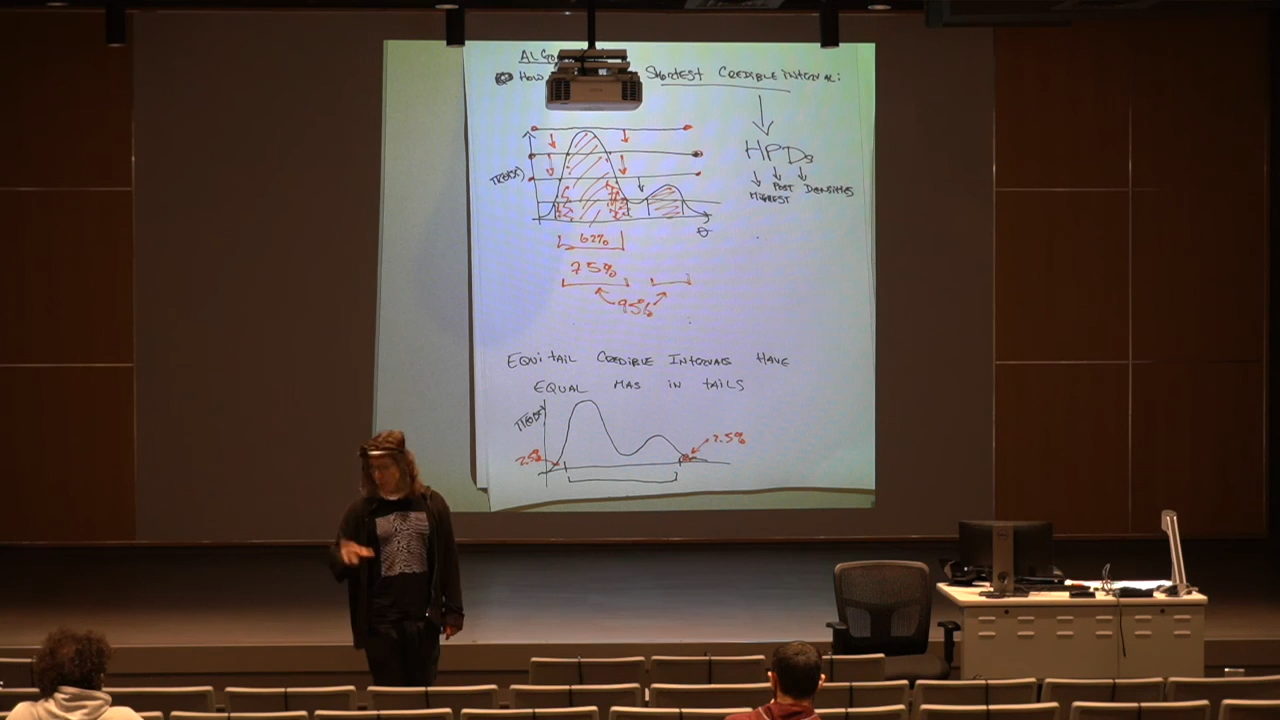 ALGO
How
SHORTEST CREDIBLE INTERVAL:
HPDs
HIGHEST POST DENSITIES
π(θ|x)
θ
62%
75%
95%
EQUITAIL CREDIBLE INTERVALS HAVE
EQUAL MAS IN TAILS
π(θ|x)
2.5%
2.5%